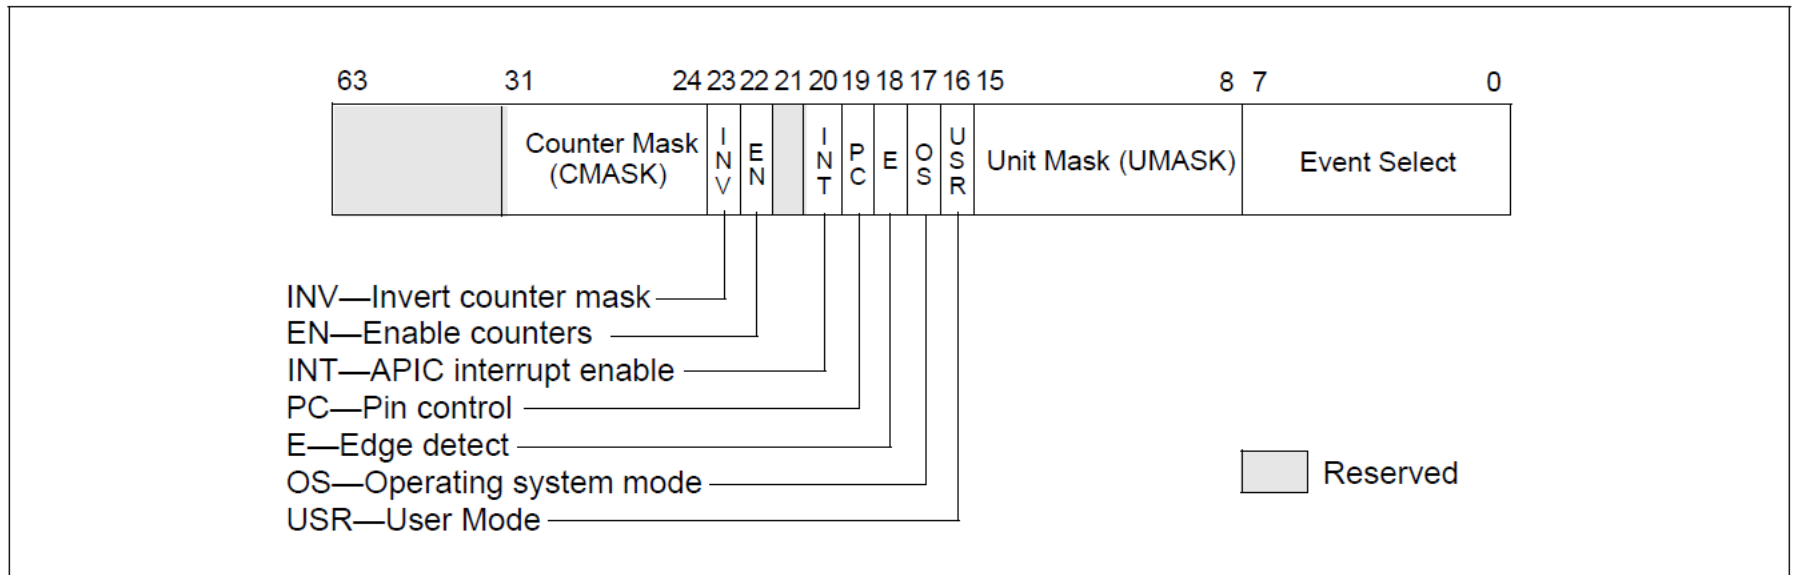 63 31 24 23 22 21 20 19 18 17 16 15 8 7 0
Counter Mask (CMASK)
INV
EN
INT
PC
E
OS
USR
Unit Mask (UMASK)
Event Select
INV—Invert counter mask
EN—Enable counters
INT—APIC interrupt enable
PC—Pin control
E—Edge detect
OS—Operating system mode
USR—User Mode
Reserved